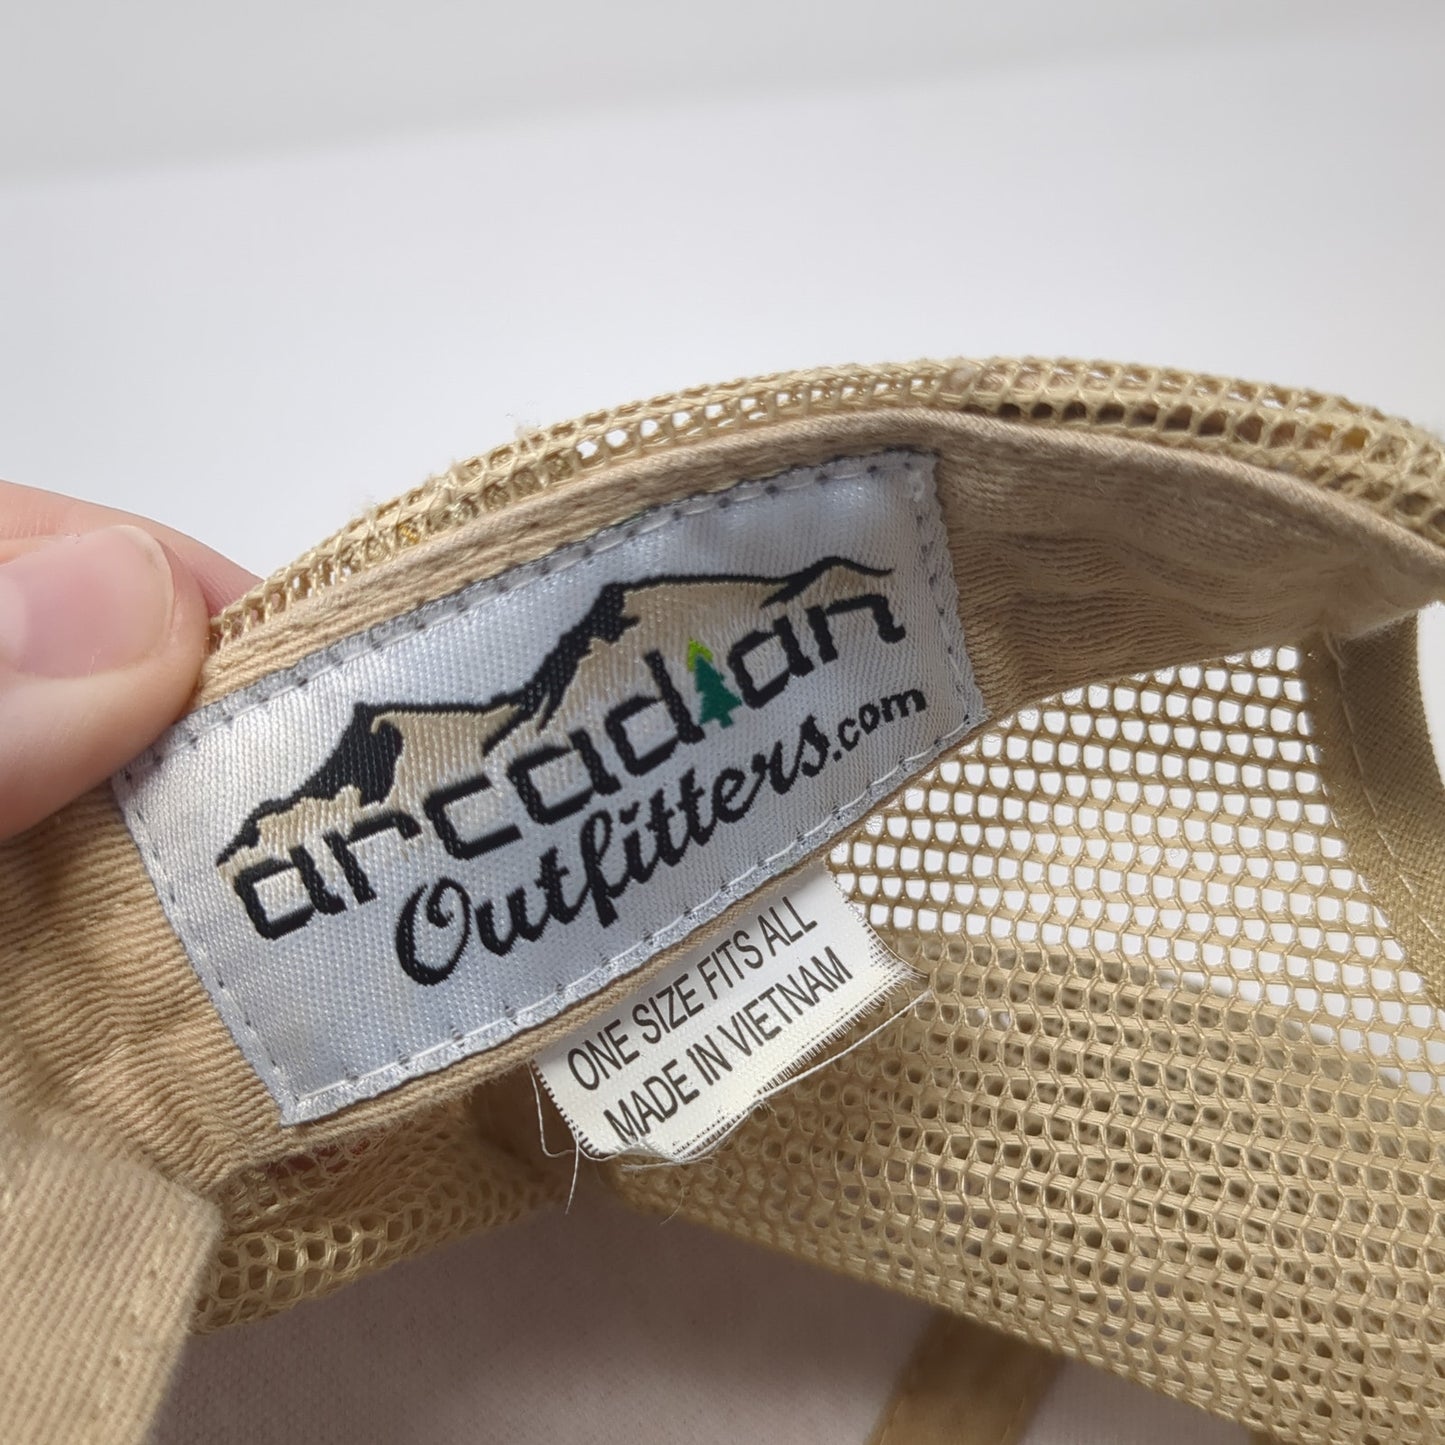 arcadian
Outfitters.com
ONE SIZE FITS ALL
MADE IN VIETNAM